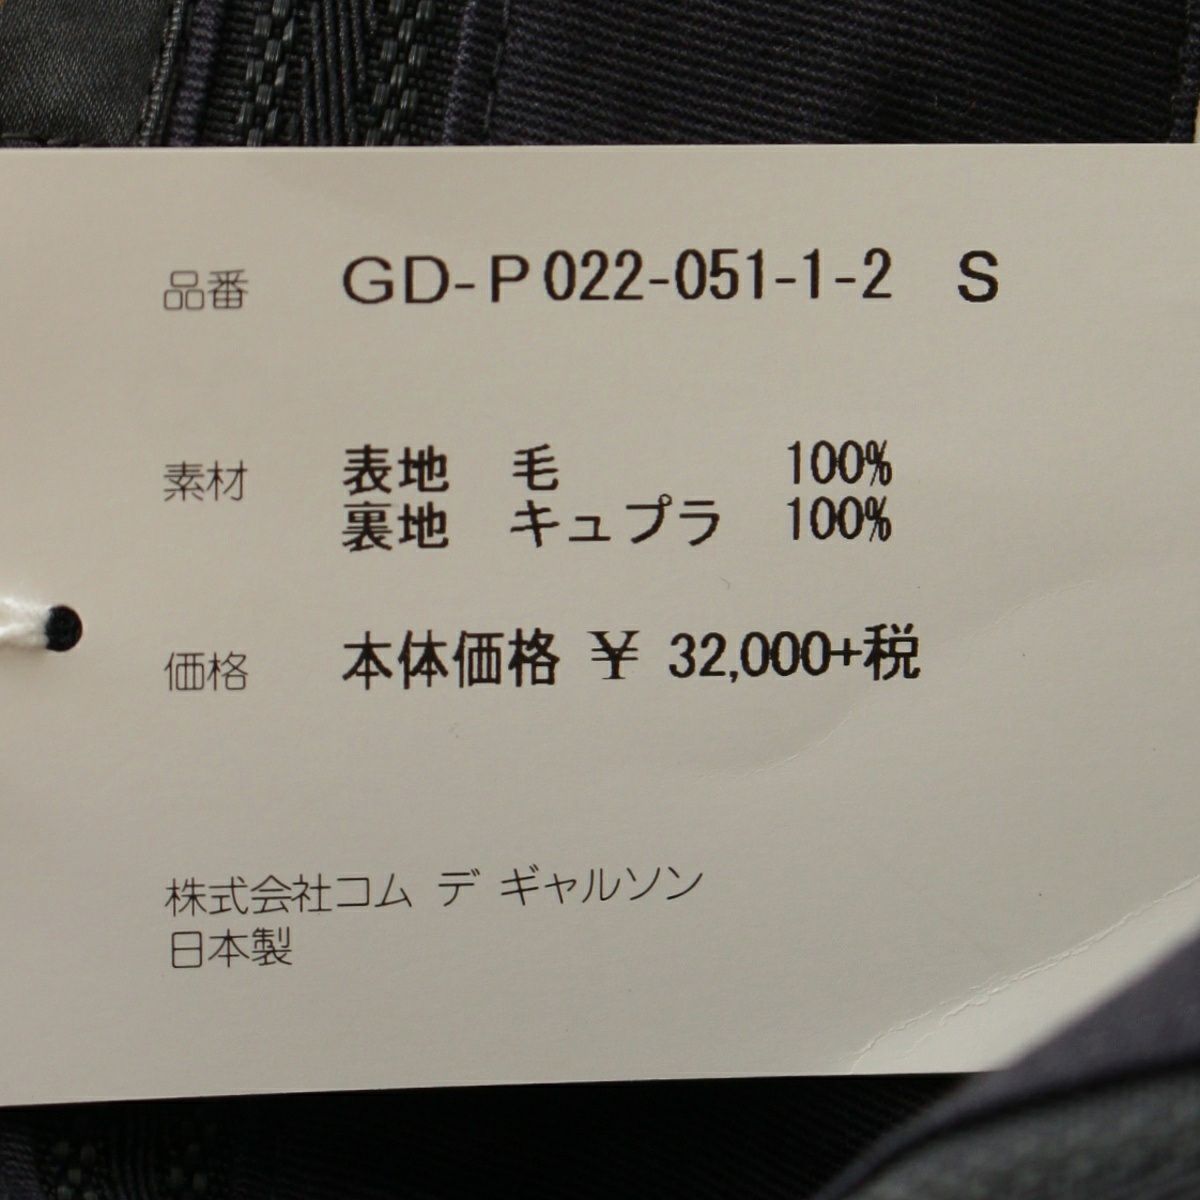 品番 GD-P022-051-1-2 S
素材 表地 毛 100%
裏地 キュプラ 100%
価格 本体価格 ¥ 32,000+税
株式会社コム デ ギャルソン
日本製